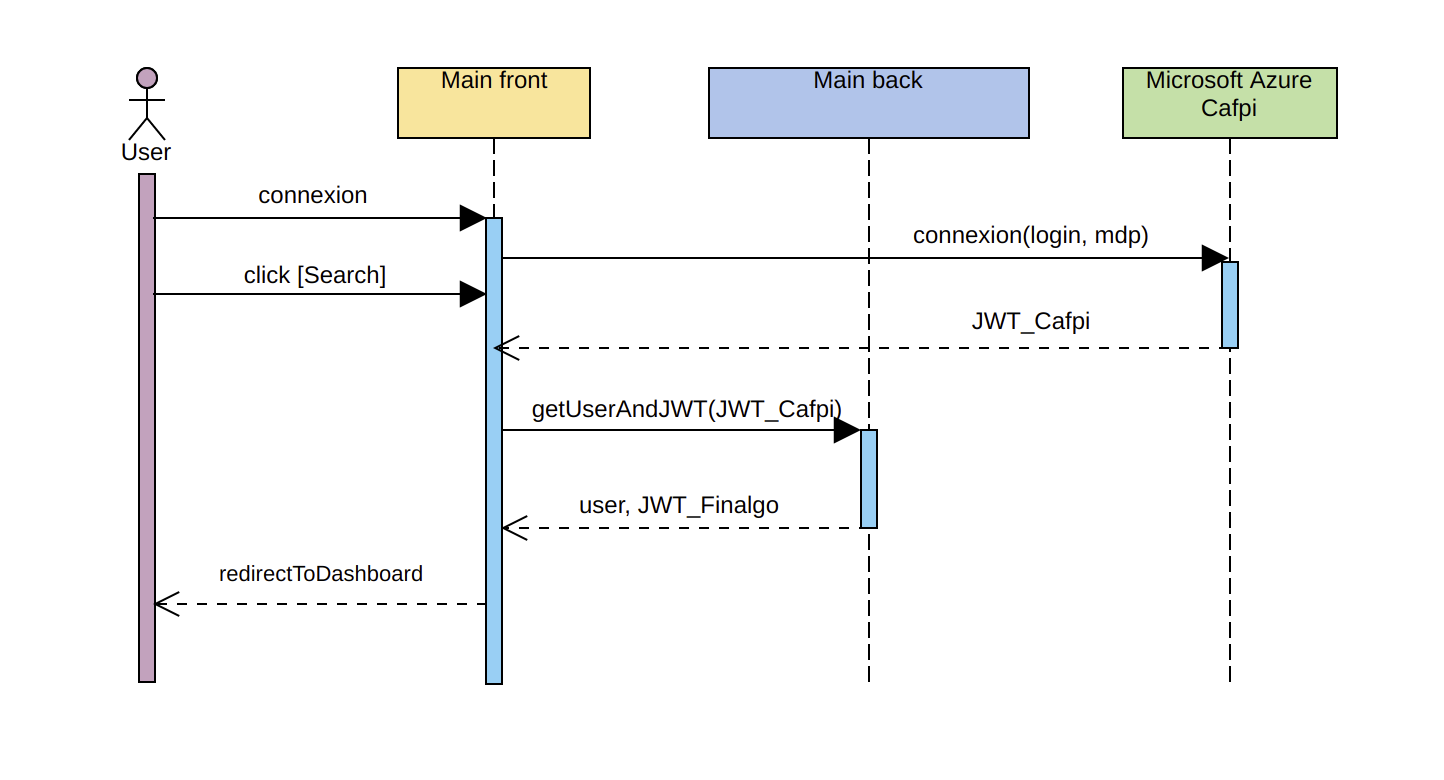 User
Main front
Main back
Microsoft Azure
Cafpi
connexion
connexion(login, mdp)
click [Search]
JWT_Cafpi
getUserAndJWT(JWT_Cafpi)
user, JWT_Finalgo
redirectToDashboard